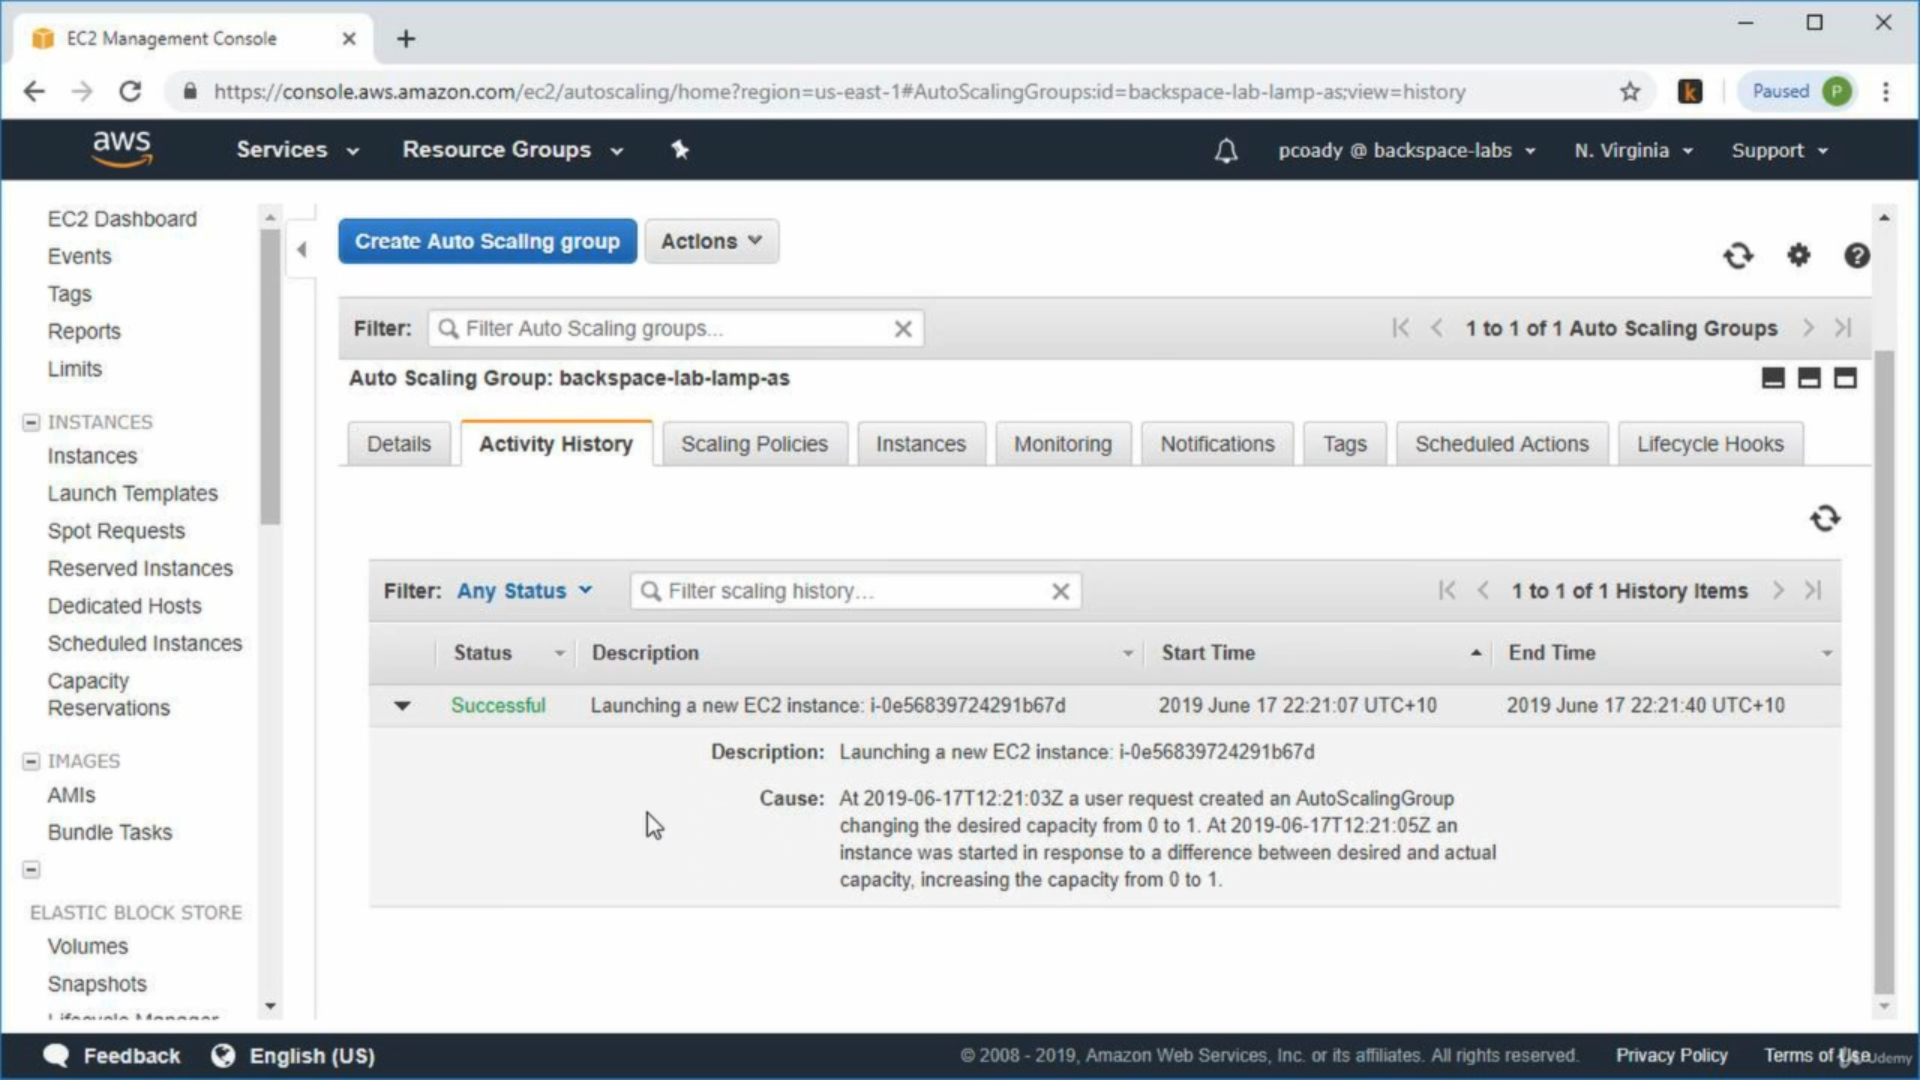 EC2 Management Console
https://console.aws.amazon.com/ec2/autoscaling/home?region=us-east-1#AutoScalingGroups:id=backspace-lab-lamp-as;view=history
k
Paused
P
aws
Services
Resource Groups
pcoady @ backspace-labs
N. Virginia
Support
EC2 Dashboard
Events
Tags
Reports
Limits
INSTANCES
Instances
Launch Templates
Spot Requests
Reserved Instances
Dedicated Hosts
Scheduled Instances
Capacity
Reservations
IMAGES
AMIs
Bundle Tasks
ELASTIC BLOCK STORE
Volumes
Snapshots
Lifecycle Manager
Create Auto Scaling group
Actions
Filter:
Filter Auto Scaling groups...
1 to 1 of 1 Auto Scaling Groups
Auto Scaling Group: backspace-lab-lamp-as
Details
Activity History
Scaling Policies
Instances
Monitoring
Notifications
Tags
Scheduled Actions
Lifecycle Hooks
Filter: Any Status
Filter scaling history...
1 to 1 of 1 History Items
Status
Description
Start Time
End Time
Successful
Launching a new EC2 instance: i-0e56839724291b67d
2019 June 17 22:21:07 UTC+10
2019 June 17 22:21:40 UTC+10
Description: Launching a new EC2 instance: i-0e56839724291b67d
Cause: At 2019-06-17T12:21:03Z a user request created an AutoScalingGroup
changing the desired capacity from 0 to 1. At 2019-06-17T12:21:05Z an
instance was started in response to a difference between desired and actual
capacity, increasing the capacity from 0 to 1.
Feedback
English (US)
© 2008 - 2019, Amazon Web Services, Inc. or its affiliates. All rights reserved.
Privacy Policy
Terms of Use
Udemy